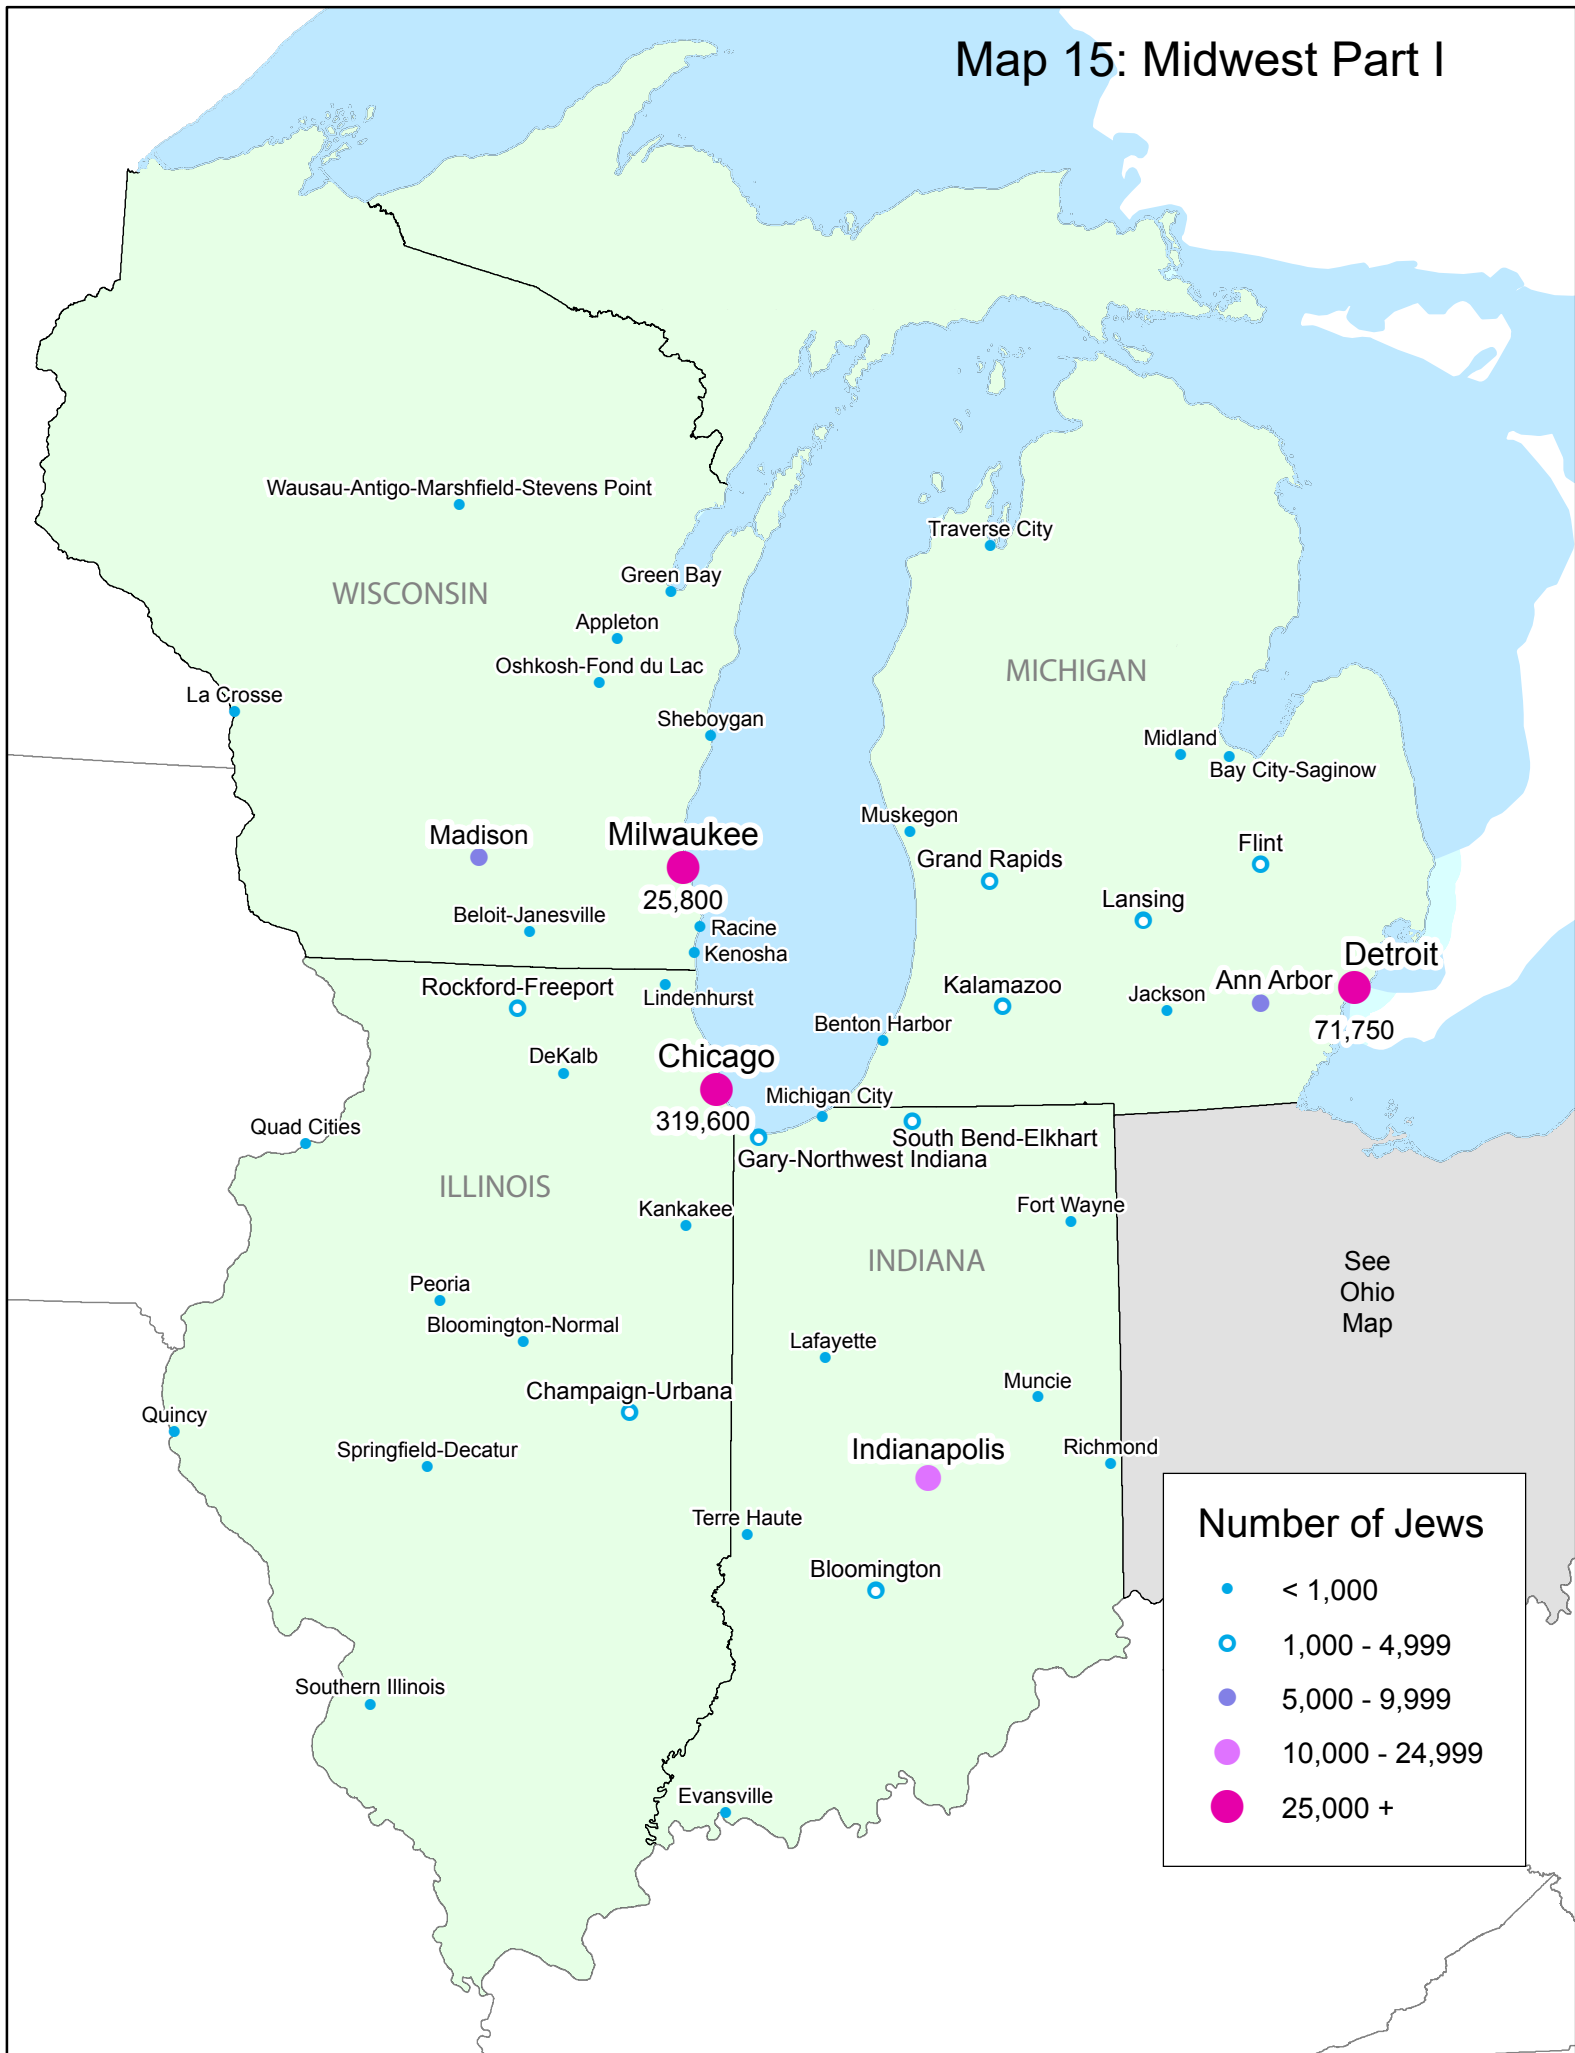 Map 15: Midwest Part I
Wausau-Antigo-Marshfield-Stevens Point
Traverse City
Green Bay
WISCONSIN
Appleton
Oshkosh-Fond du Lac
MICHIGAN
La Crosse
Sheboygan
Midland
Bay City-Saginow
Muskegon
Madison
Milwaukee
25,800
Grand Rapids
Flint
Lansing
Beloit-Janesville
Racine
Kenosha
Detroit
71,750
Rockford-Freeport
Lindenhurst
Kalamazoo
Jackson
Ann Arbor
Benton Harbor
DeKalb
Chicago
319,600
Michigan City
Quad Cities
South Bend-Elkhart
Gary-Northwest Indiana
ILLINOIS
Kankakee
Fort Wayne
INDIANA
See
Ohio
Map
Peoria
Bloomington-Normal
Lafayette
Muncie
Champaign-Urbana
Quincy
Springfield-Decatur
Indianapolis
Richmond
Terre Haute
Bloomington
Southern Illinois
Evansville
Number of Jews
< 1,000
1,000 - 4,999
5,000 - 9,999
10,000 - 24,999
25,000 +